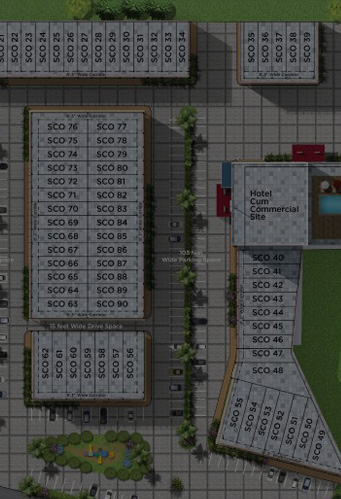 21
SCO 22
SCO 23
SCO 24
SCO 25
SCO 26
SCO 27
SCO 28
SCO 29
SCO 30
SCO 31
SCO 32
SCO 33
SCO 34
SCO 35
SCO 36
SCO 37
SCO 38
SCO 39
SCO 76 SCO 77
SCO 75 SCO 78
SCO 74 SCO 79
SCO 73 SCO 80
SCO 72 SCO 81
SCO 71 SCO 82
SCO 70 SCO 83
SCO 69 SCO 84
SCO 68 SCO 85
SCO 67 SCO 86
SCO 66 SCO 87
SCO 65 SCO 88
SCO 64 SCO 89
SCO 63 SCO 90
Wide Parking Space
Hotel
Cum
Commercial
Site
SCO 40
SCO 41
SCO 42
SCO 43
SCO 44
SCO 45
SCO 46
SCO 47
SCO 48
15 feet Wide Drive Space
SCO 62
SCO 61
SCO 60
SCO 59
SCO 58
SCO 57
SCO 56
SCO 55
SCO 54
SCO 53
SCO 52
SCO 51
SCO 50
SCO 49